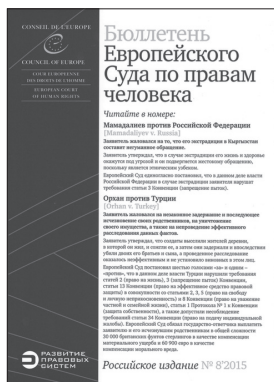 CONSEIL DE L'EUROPE
COUNCIL OF EUROPE
COUR EUROPÉENNE
DES DROITS DE L'HOMME
EUROPEAN COURT
OF HUMAN RIGHTS
Бюллетень
Европейского
Суда по правам
человека
Читайте в номере:
Мамадалиев против Российской Федерации
[Mamadaliyev v. Russia]
Заявитель жаловался на то, что его экстрадиция в Кыргызстан
составит негуманное обращение.
Заявитель утверждал, что в случае экстрадиции его жизнь и здоровье
окажутся под угрозой и он подвергнется жестокому обращению,
поскольку является этническим узбеком.
Европейский Суд единогласно постановил, что в данном деле власти
Российской Федерации в случае экстрадиции заявителя нарушат
требования статьи 3 Конвенции (запрещение пыток).
Орхан против Турции
[Orhan v. Turkey]
Заявитель жаловался на незаконное задержание и последующее
исчезновение своих родственников, на уничтожение
своего имущества, а также на непроведение эффективного
расследования данных фактов.
Заявитель утверждал, что солдаты выселили жителей деревни,
в которой он жил, и сожгли ее, а затем они задержали и впоследствии
убили двоих его братьев и сына, а проведенное расследование
оказалось неэффективным и не установило виновных в этих лиц.
Европейский Суд постановил шестью голосами «за» и одним –
«против», что в данном деле власти Турции нарушили требования
статей 2 (право на жизнь), 3 (запрещение пыток) Конвенции,
статьи 13 Конвенции (право на эффективное средство правовой
защиты) в совокупности со статьями 2, 3, 5 (право на свободу
и личную неприкосновенность) и 8 Конвенции (право на уважение
частной и семейной жизни), статьи 1 Протокола № 1 к Конвенции
(защита собственности), а также допустили несоблюдение
требований статьи 34 Конвенции (право на подачу индивидуальной
жалобы). Европейский Суд обязал государство-ответчика выплатить
заявителю и его исчезнувшим родственникам в общей сложности
30 000 британских фунтов стерлингов в качестве компенсации
материального ущерба и 80 900 евро в качестве
компенсации морального вреда.
РАЗВИТИЕ
ПРАВОВЫХ
СИСТЕМ
Российское издание № 8'2015